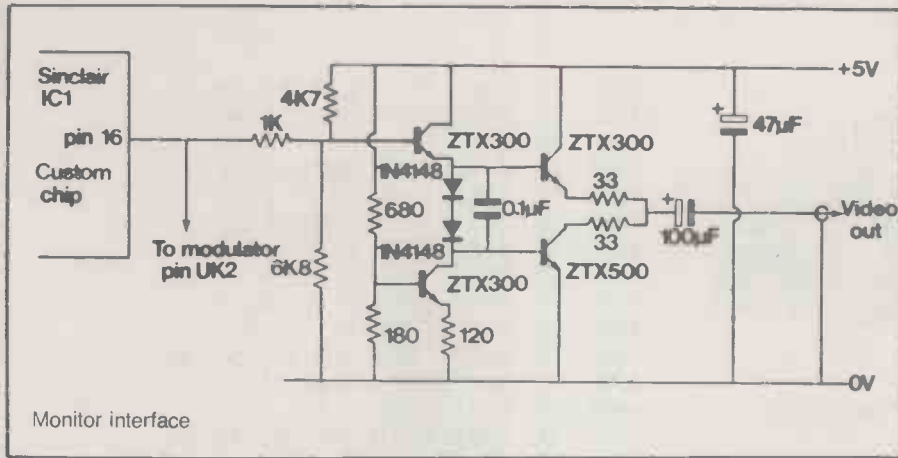 Sinclair
IC1
pin 16
Custom
chip
To modulator
pin UK2
1K
4K7
6K8
680
180
1N4148
1N4148
ZTX300
ZTX300
120
0.1µF
ZTX300
ZTX500
33
33
100µF
47µF
+5V
Video
out
0V
Monitor interface